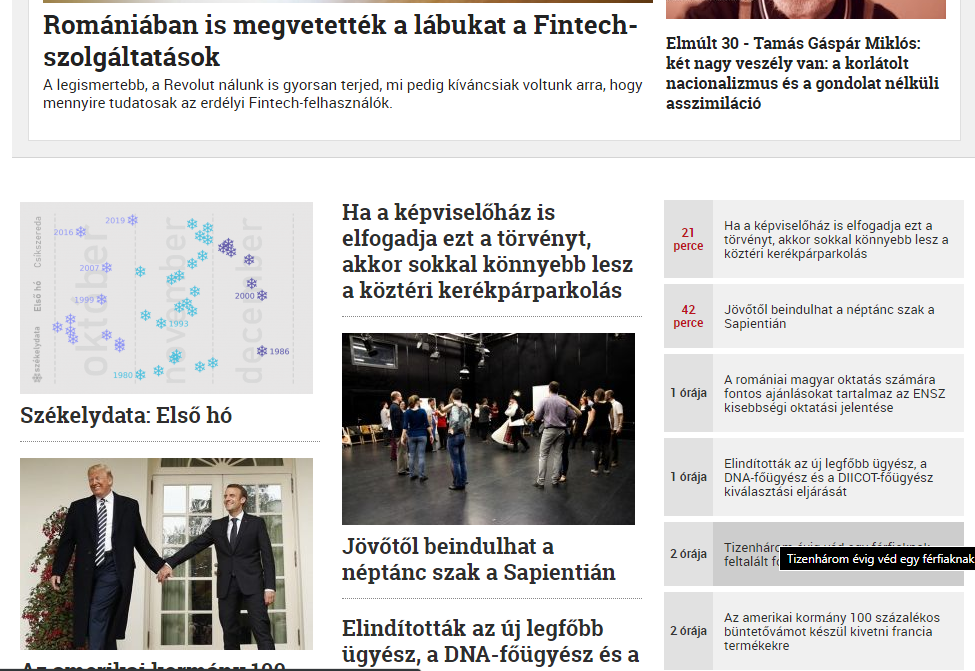 Romániában is megvetették a lábukat a Fintech-
szolgáltatások
A legismertebb, a Revolut nálunk is gyorsan terjed, mi pedig kíváncsiak voltunk arra, hogy
mennyire tudatosak az erdélyi Fintech-felhasználók.
Elmúlt 30 - Tamás Gáspár Miklós:
két nagy veszély van: a korlátolt
nacionalizmus és a gondolat nélküli
asszimiláció
székelydata Első hó Csíkszereda
október
november
december
2019
2016
2007
1999
2000
1993
1986
1980
Székelydata: Első hó
Az amerikai kormány 100
Ha a képviselőház is
elfogadja ezt a törvényt,
akkor sokkal könnyebb lesz
a köztéri kerékpárparkolás
Jövőtől beindulhat a
néptánc szak a Sapientián
Elindították az új legfőbb
ügyész, a DNA-főügyész és a
21
perce
Ha a képviselőház is elfogadja ezt a
törvényt, akkor sokkal könnyebb lesz a
köztéri kerékpárparkolás
42
perce
Jövőtől beindulhat a néptánc szak a
Sapientián
1 órája
A romániai magyar oktatás számára
fontos ajánlásokat tartalmaz az ENSZ
kisebbségi oktatási jelentése
1 órája
Elindították az új legfőbb ügyész, a
DNA-főügyész és a DIICOT-főügyész
kiválasztási eljárását
2 órája
Tizenhárom évig véd egy férfiaknak
feltalált
Tizenhárom évig véd egy férfiaknak
2 órája
Az amerikai kormány 100 százalékos
büntetővámot készül kivetni francia
termékekre